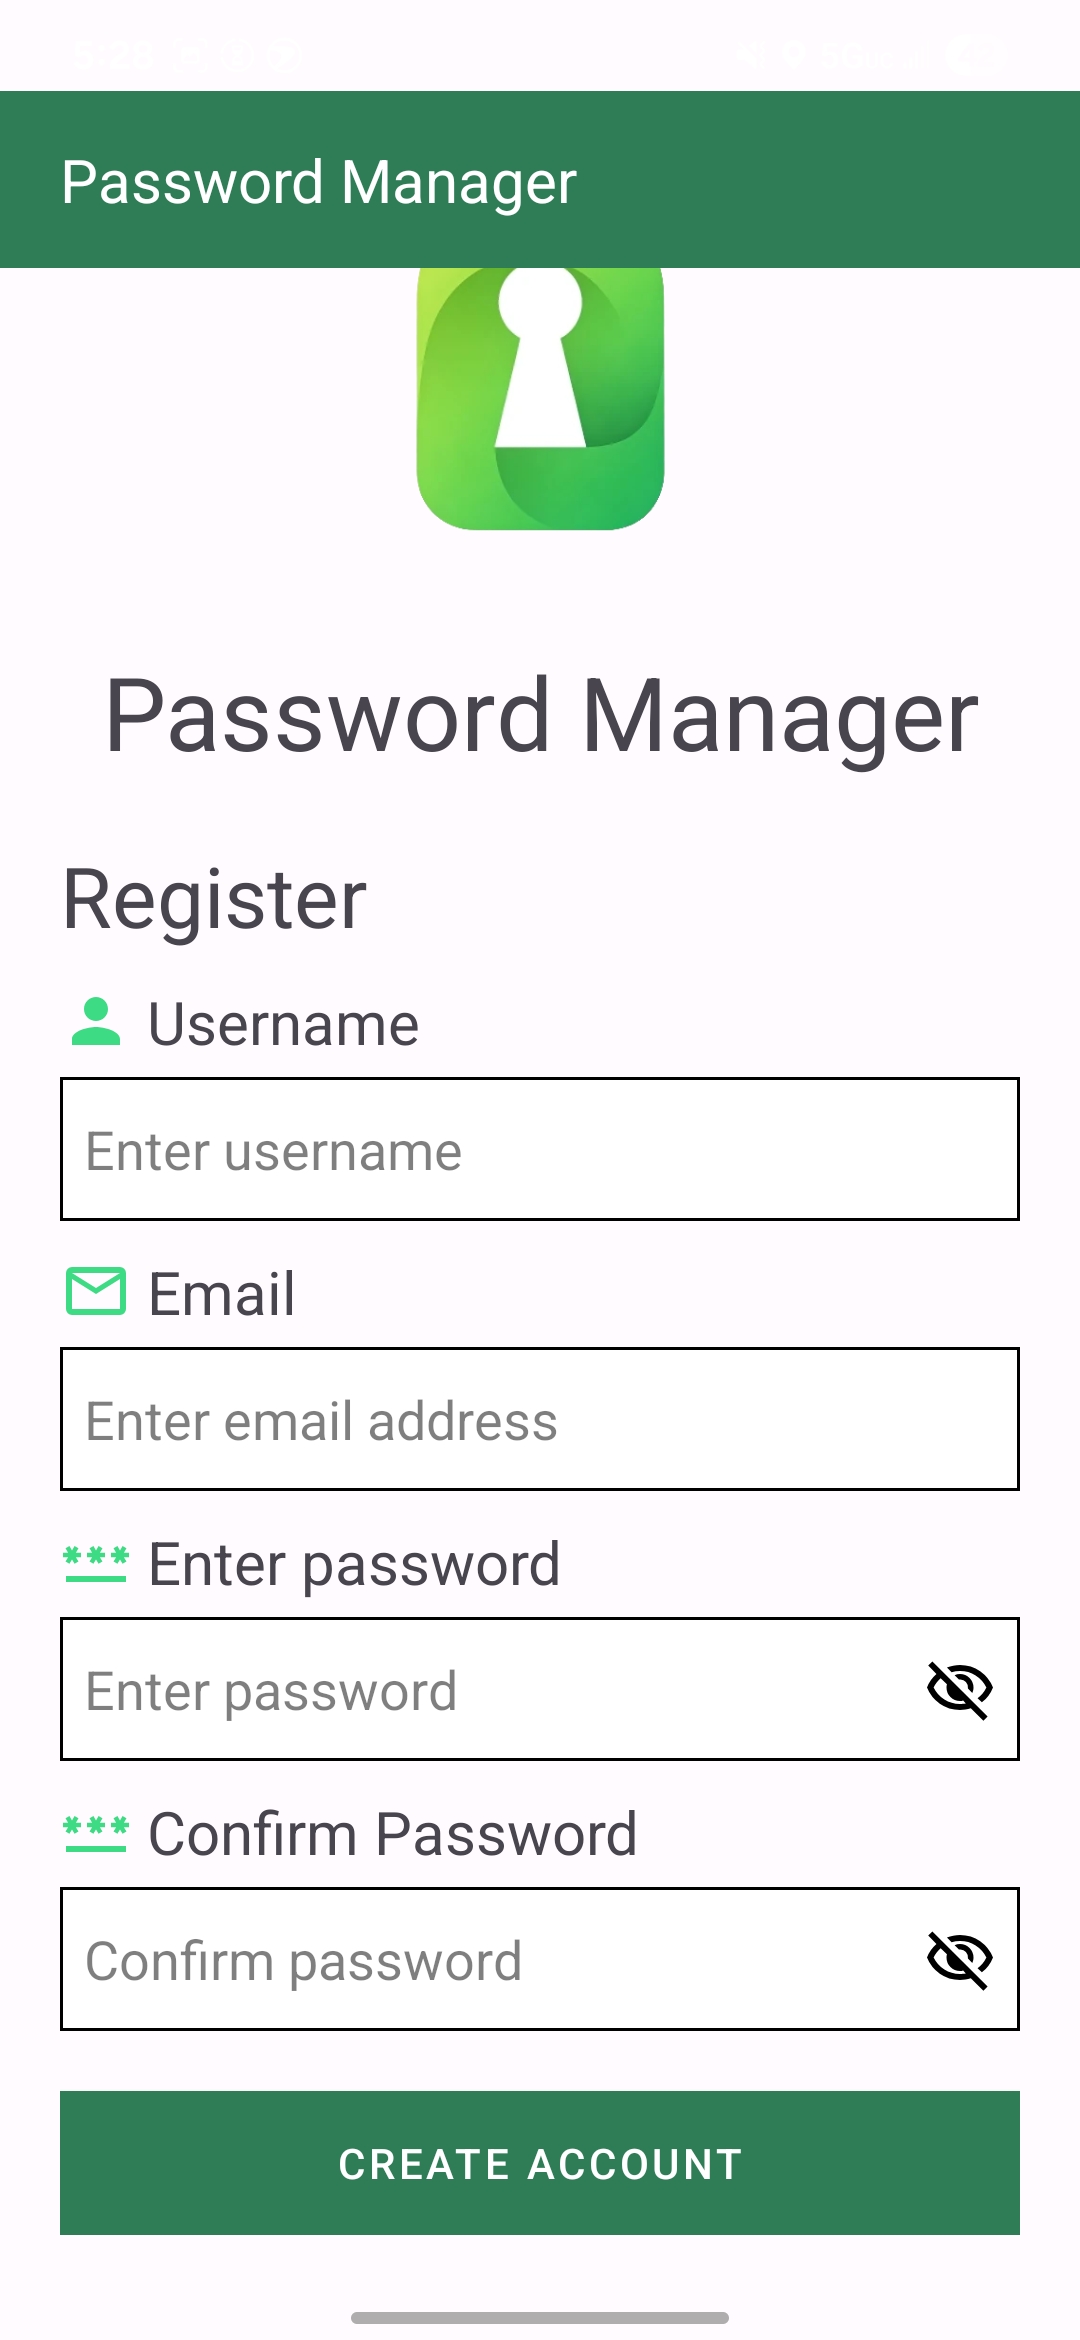 Password Manager
Password Manager
Register
Username
Enter username
Email
Enter email address
*** Enter password
Enter password
*** Confirm Password
Confirm password
CREATE ACCOUNT